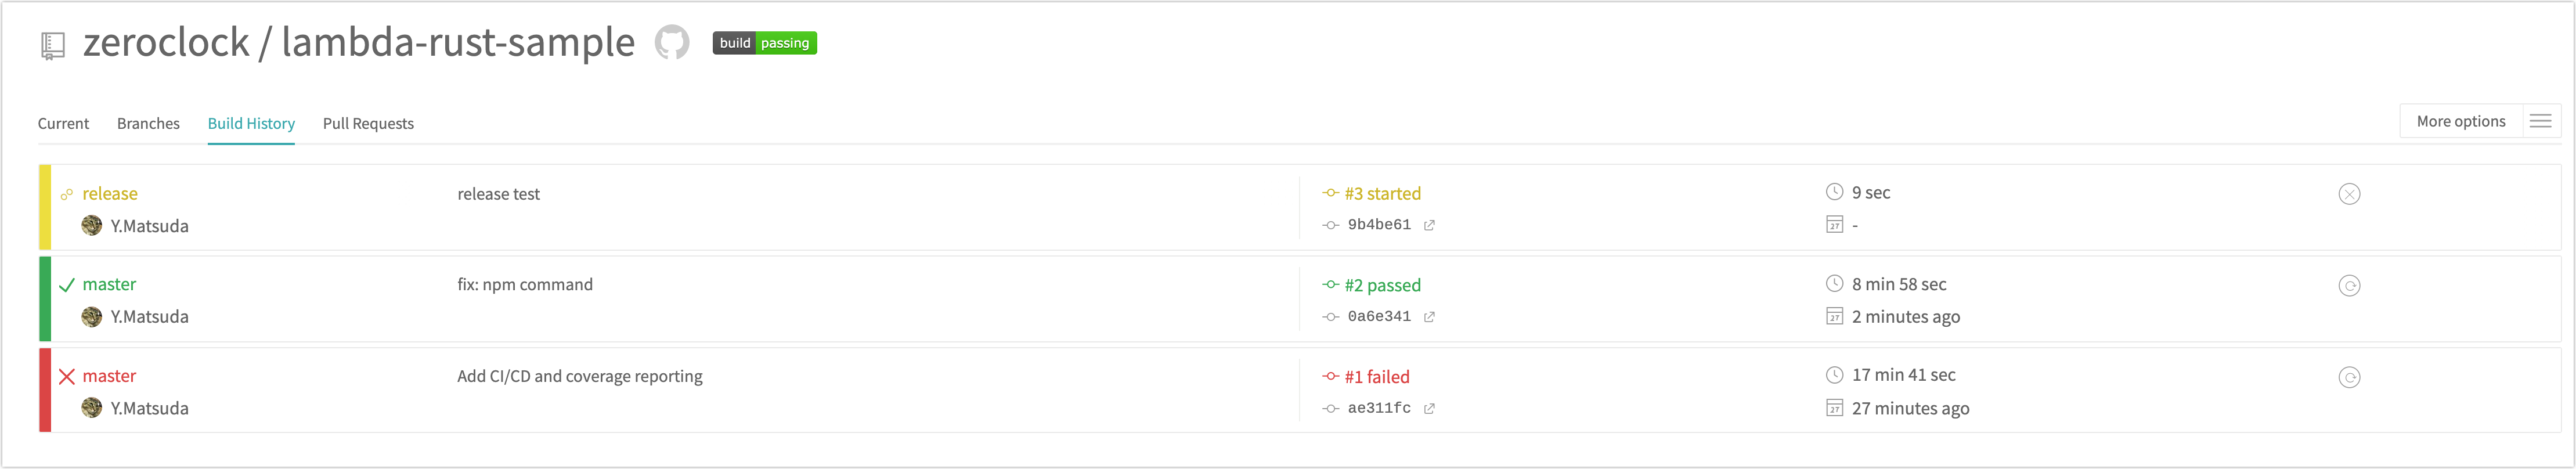 zeroclock / lambda-rust-sample build passing
Current Branches Build History Pull Requests More options
release release test #3 started 9 sec
Y.Matsuda 9b4be61 27 -
master fix: npm command #2 passed 8 min 58 sec
Y.Matsuda 0a6e341 27 2 minutes ago
master Add CI/CD and coverage reporting #1 failed 17 min 41 sec
Y.Matsuda ae311fc 27 27 minutes ago